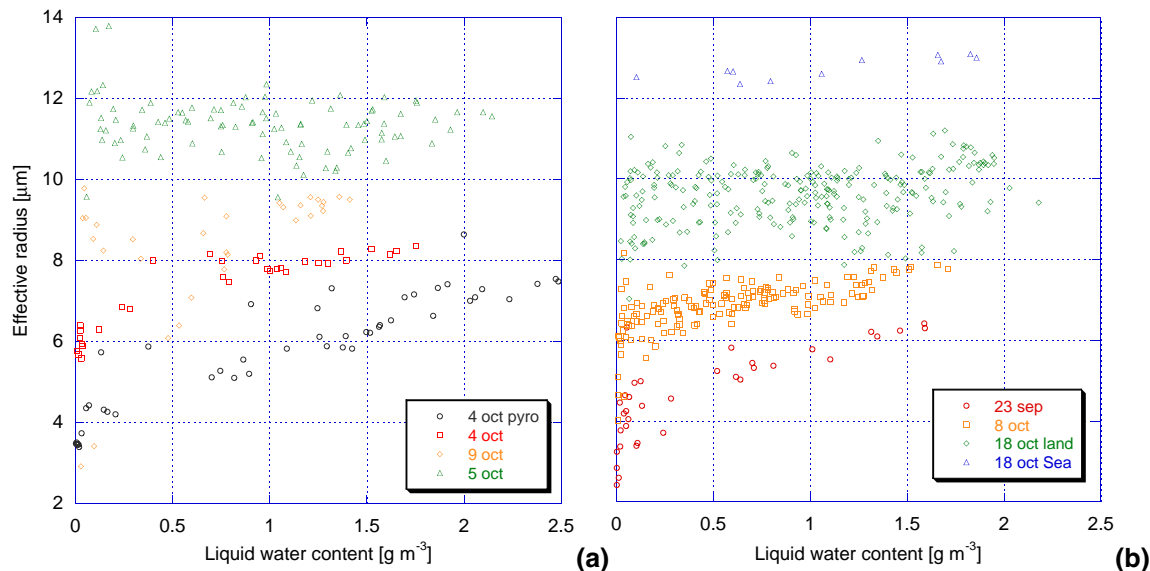 14
12
10
8
6
4
2
Effective radius [μm]
0
0.5
1
1.5
2
2.5
Liquid water content [g m-3]
4 oct pyro
4 oct
9 oct
5 oct
(a)
0
0.5
1
1.5
2
2.5
Liquid water content [g m-3]
23 sep
8 oct
18 oct land
18 oct Sea
(b)